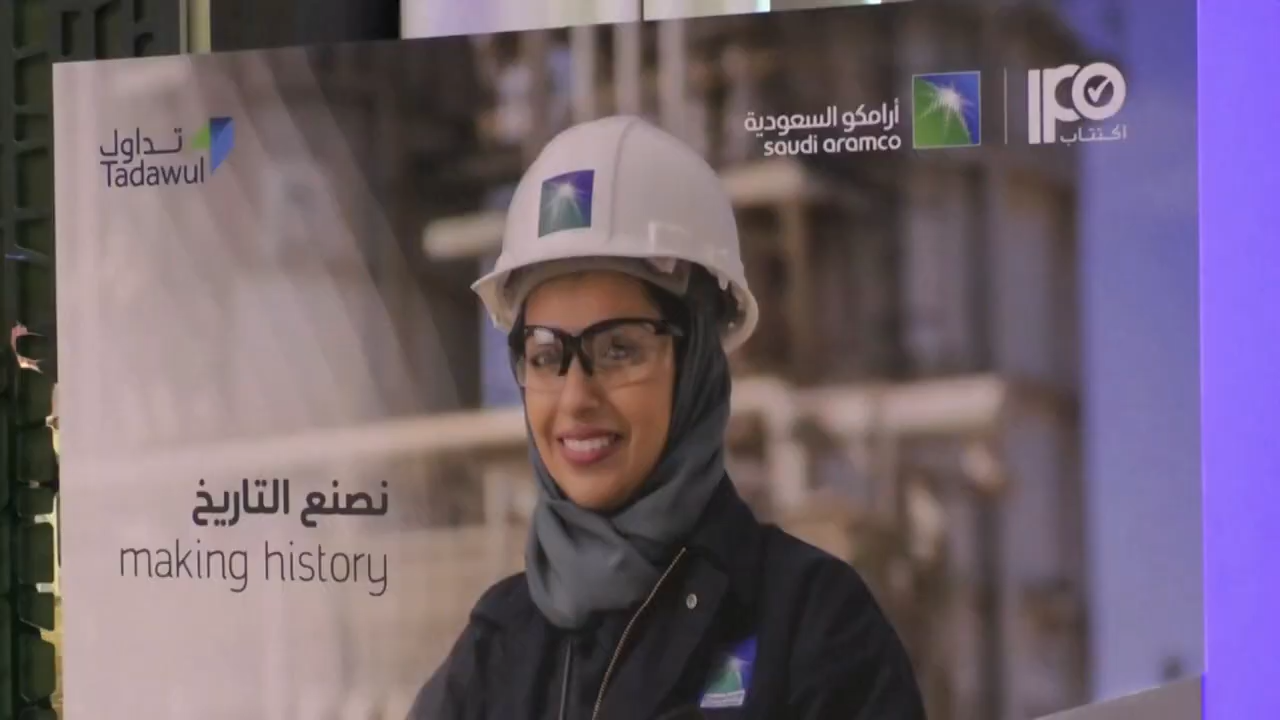 تداول
Tadawul
أرامكو السعودية
saudi aramco
IPO
اكتتاب
نصنع التاريخ
making history